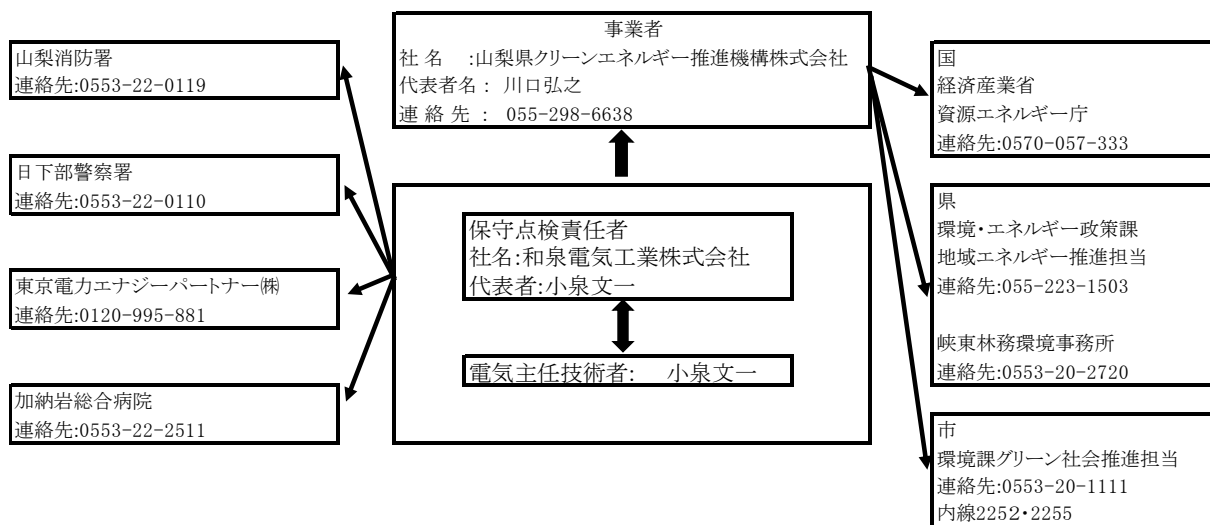 山梨消防署
連絡先:0553-22-0119
日下部警察署
連絡先:0553-22-0110
東京電力エナジーパートナー㈱
連絡先:0120-995-881
加納岩総合病院
連絡先:0553-22-2511
事業者
社 名 :山梨県クリーンエネルギー推進機構株式会社
代表者名 : 川口弘之
連 絡 先 : 055-298-6638
保守点検責任者
社名:和泉電気工業株式会社
代表者:小泉文一
電気主任技術者: 小泉文一
国
経済産業省
資源エネルギー庁
連絡先:0570-057-333
県
環境・エネルギー政策課
地域エネルギー推進担当
連絡先:055-223-1503
峡東林務環境事務所
連絡先:0553-20-2720
市
環境課グリーン社会推進担当
連絡先:0553-20-1111
内線2252・2255